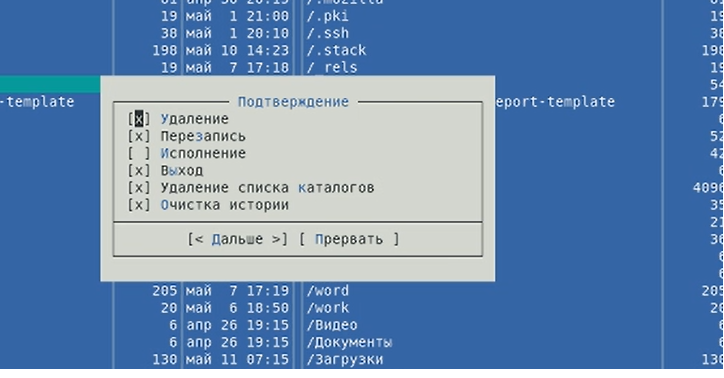 61 апр 30 20:15 /.mozilla
19 май 1 21:00 /.pki
38 май 1 20:10 /.ssh
198 май 10 14:23 /.stack 198
19 май 7 17:18 /_rels 19
54
-template eport-template 179
Подтверждение
[x] Удаление 6
[x] Перезапись 52
[ ] Исполнение 42
[x] Выход 6
[x] Удаление списка каталогов 4096
[x] Очистка истории 35
21
[< Дальше >] [ Прервать ] 36
6
6
205 май 7 17:19 /word 205
20 май 6 18:50 /work 20
6 апр 26 19:15 /Видео 6
6 апр 26 19:15 /Документы 6
130 май 11 07:15 /Загрузки 130